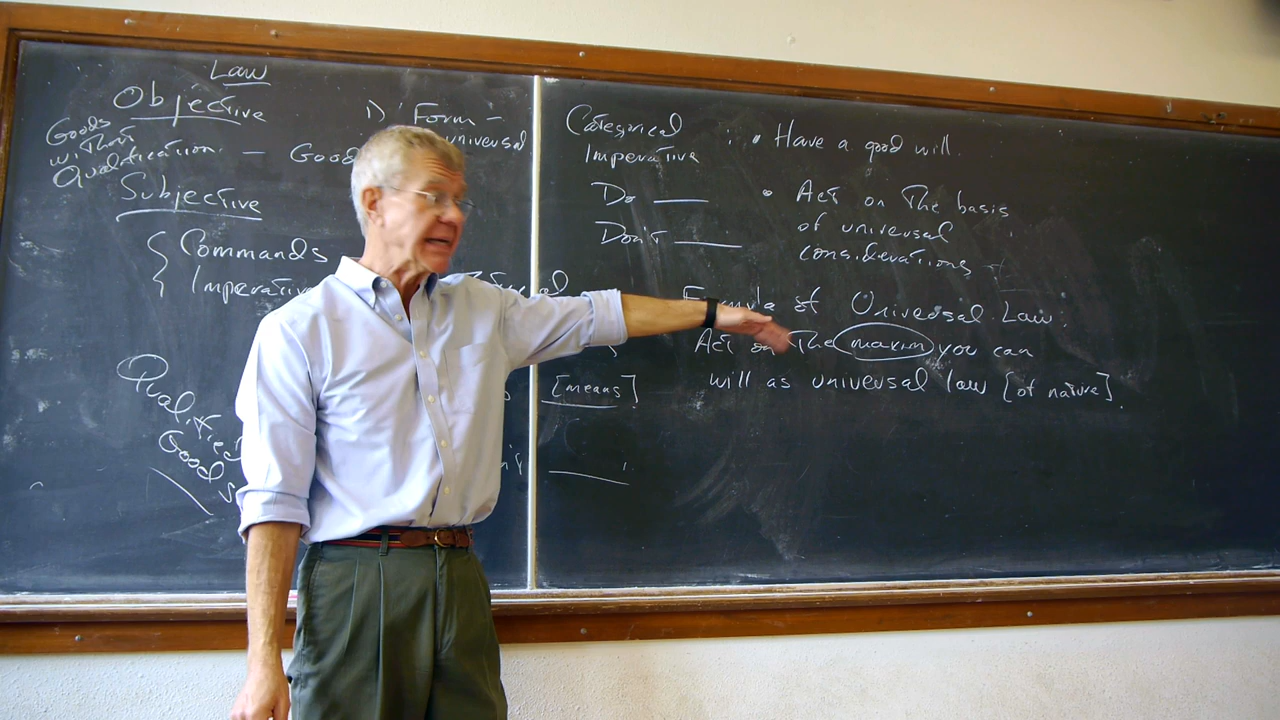 Law
Objective
Goods
without
Qualification — Good
1) Form –
universal
Subjective
Commands
Qualified
Goods
[means]
Categorical
Imperative
• Have a good will.
Do ___
Don't ___
• Act on the basis
of universal
considerations
Formula of Universal Law:
Act on the maxim you can
will as universal law [of nature].